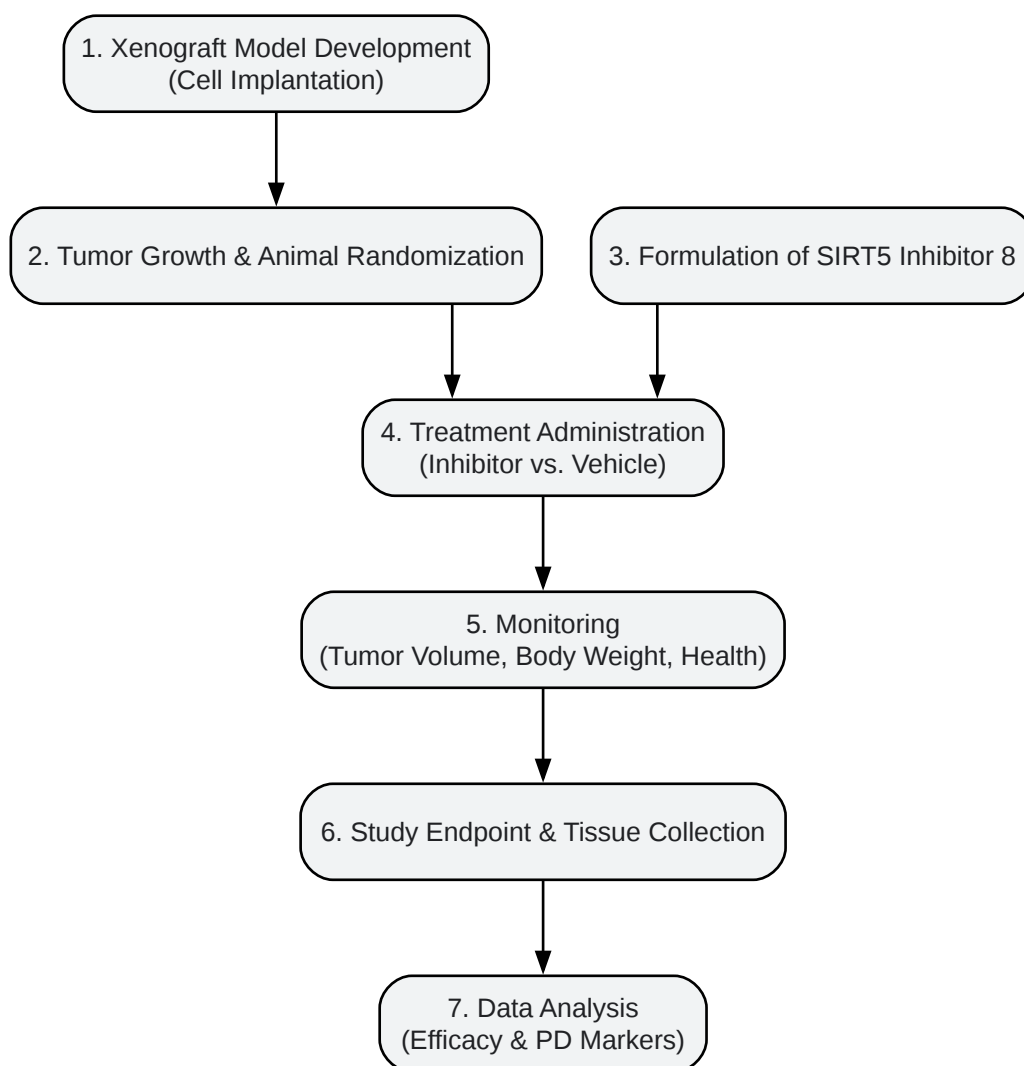 1. Xenograft Model Development
(Cell Implantation)
2. Tumor Growth & Animal Randomization
3. Formulation of SIRT5 Inhibitor 8
4. Treatment Administration
(Inhibitor vs. Vehicle)
5. Monitoring
(Tumor Volume, Body Weight, Health)
6. Study Endpoint & Tissue Collection
7. Data Analysis
(Efficacy & PD Markers)